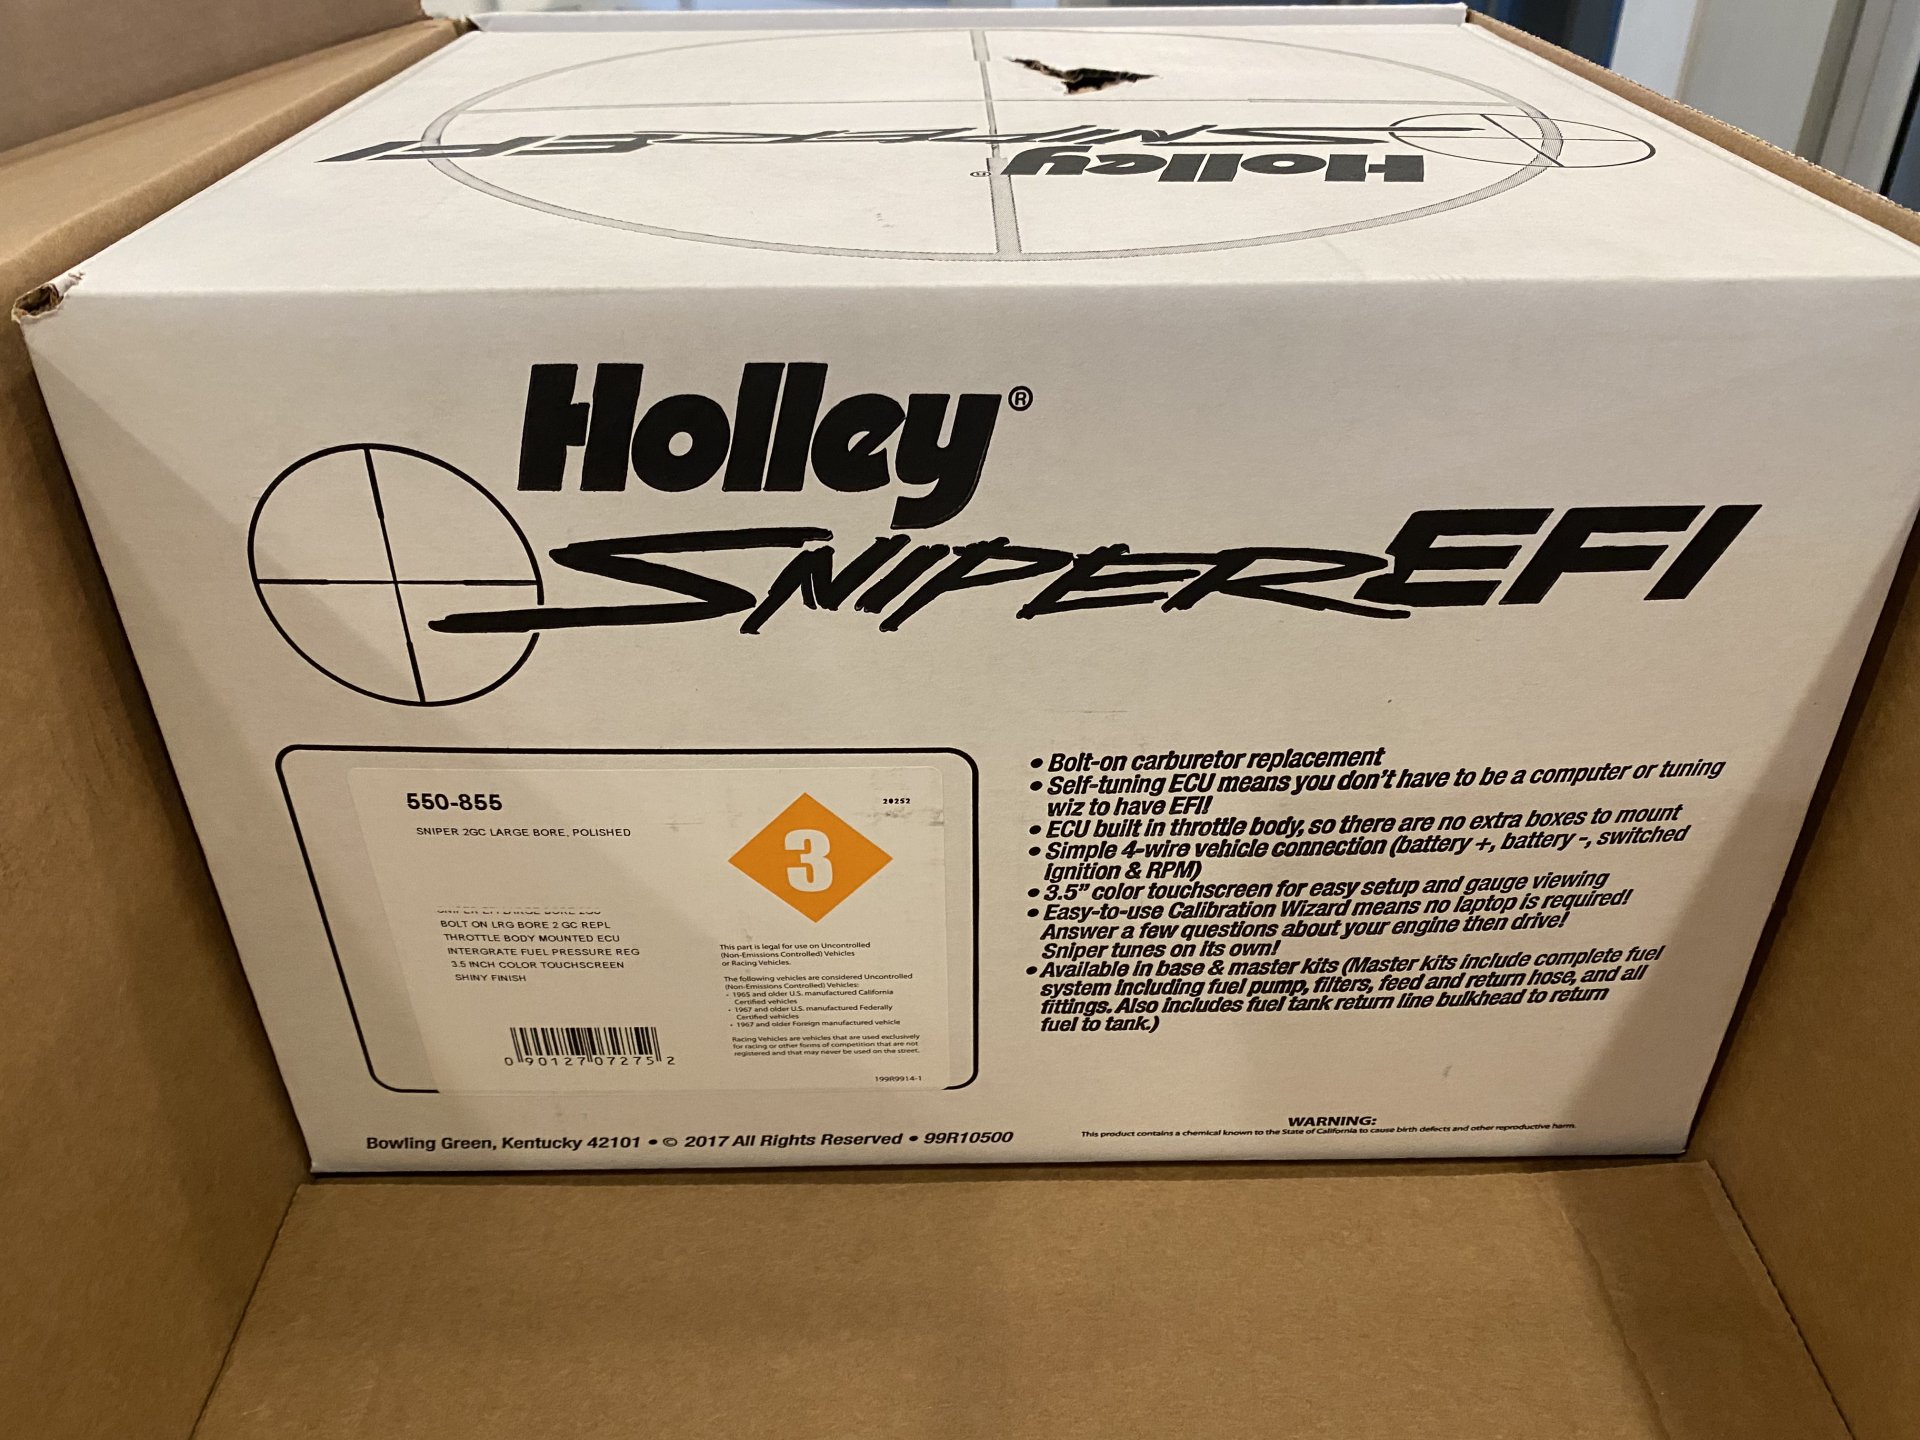 Holley®
SNIPER EFI
Holley®
SNIPER EFI
550-855
20252
SNIPER 2GC LARGE BORE, POLISHED
3
BOLT ON LRG BORE 2 GC REPL
THROTTLE BODY MOUNTED ECU
INTERGRATE FUEL PRESSURE REG
3.5 INCH COLOR TOUCHSCREEN
SHINY FINISH
0 90127 07275 2
This part is legal for use on Uncontrolled
(Non-Emissions Controlled) Vehicles
or Racing Vehicles.
The following vehicles are considered Uncontrolled
(Non-Emissions Controlled) Vehicles:
• 1965 and older U.S. manufactured California
Certified vehicles
• 1967 and older U.S. manufactured Federally
Certified vehicles
• 1967 and older Foreign manufactured vehicle
Racing Vehicles are vehicles that are used exclusively
for racing or other forms of competition that are not
registered and that may never be used on the street.
199R9914-1
• Bolt-on carburetor replacement
• Self-tuning ECU means you don't have to be a computer or tuning
wiz to have EFI!
• ECU built in throttle body, so there are no extra boxes to mount
• Simple 4-wire vehicle connection (battery +, battery -, switched
Ignition & RPM)
• 3.5" color touchscreen for easy setup and gauge viewing
• Easy-to-use Calibration Wizard means no laptop is required!
Answer a few questions about your engine then drive!
Sniper tunes on its own!
• Available in base & master kits (Master kits include complete fuel
system including fuel pump, filters, feed and return hose, and all
fittings. Also includes fuel tank return line bulkhead to return
fuel to tank.)
Bowling Green, Kentucky 42101 • © 2017 All Rights Reserved • 99R10500
WARNING:
This product contains a chemical known to the State of California to cause birth defects and other reproductive harm.